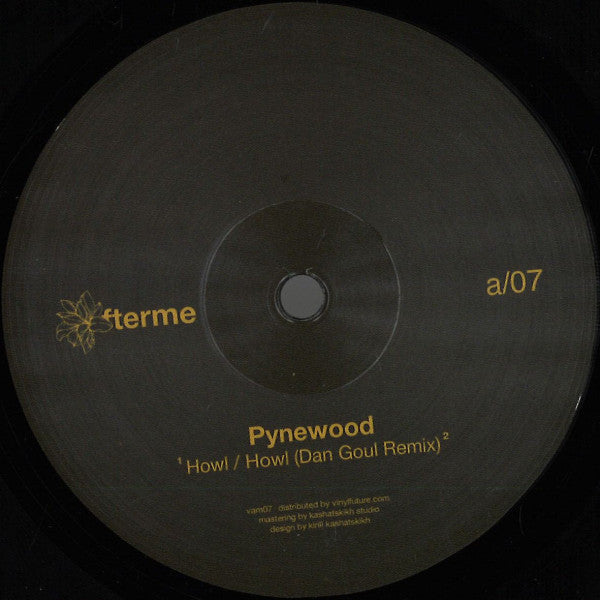 fterme
a/07
Pynewood
¹ Howl / Howl (Dan Goul Remix) ²
vam07 distributed by vinylfuture.com
mastering by kashatskikh studio
design by kirill kashatskikh